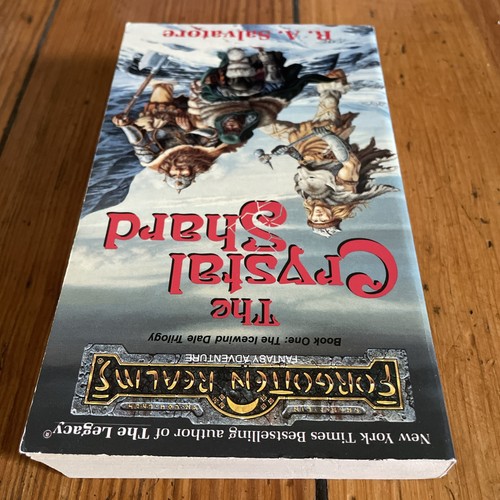 New York Times Bestselling author of The Legacy®
FORGOTTEN REALMS®
FANTASY ADVENTURE
Book One: The Icewind Dale Trilogy
The
Crystal
Shard
R. A. Salvatore